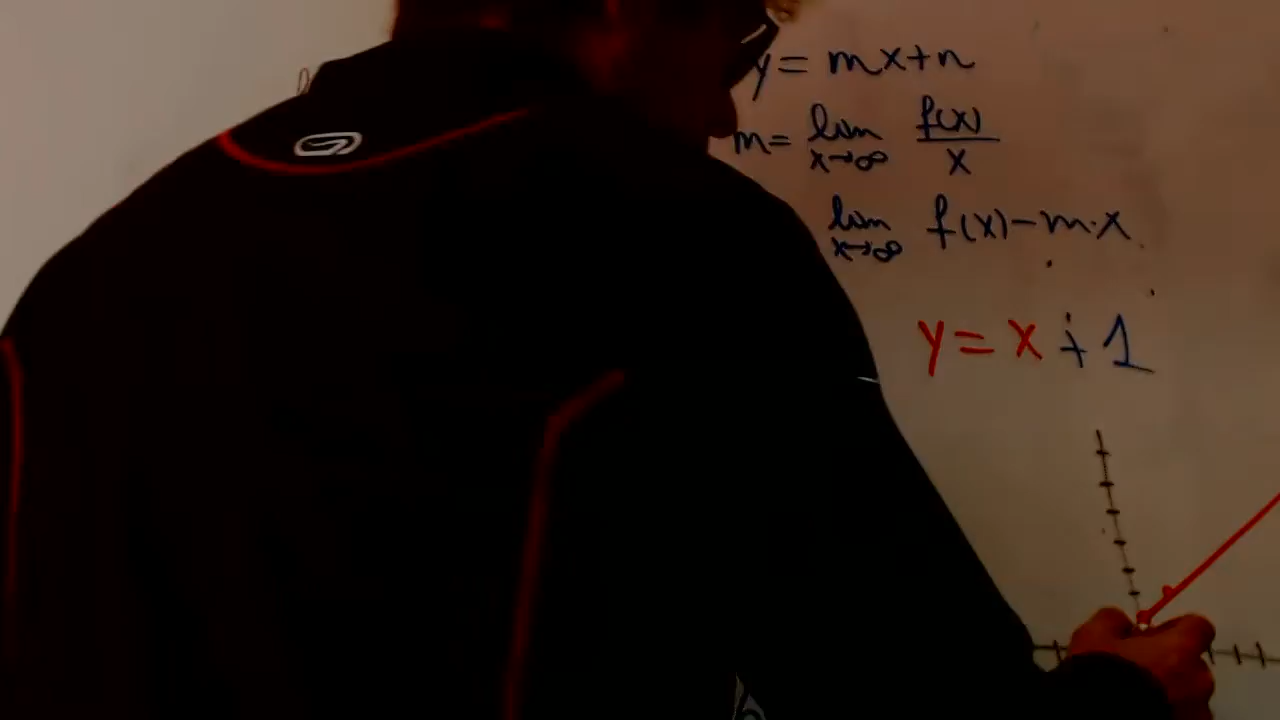 y = mx+n
m= lim x→∞ f(x)/x
lim x→∞ f(x)-m·x
y = x + 1